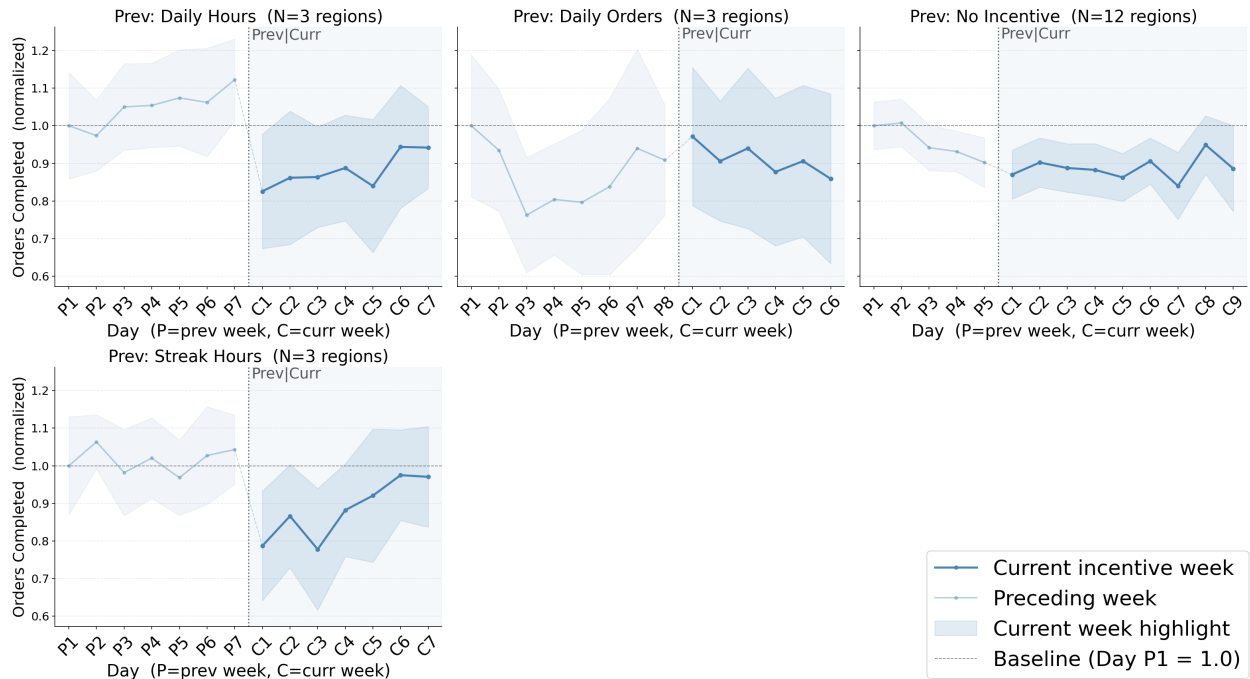 Prev: Daily Hours  (N=3 regions)
Prev|Curr
Orders Completed  (normalized)
1.2
1.1
1.0
0.9
0.8
0.7
0.6
P1 P2 P3 P4 P5 P6 P7 C1 C2 C3 C4 C5 C6 C7
Day  (P=prev week, C=curr week)
Prev: Daily Orders  (N=3 regions)
Prev|Curr
P1 P2 P3 P4 P5 P6 P7 P8 C1 C2 C3 C4 C5 C6
Day  (P=prev week, C=curr week)
Prev: No Incentive  (N=12 regions)
Prev|Curr
P1 P2 P3 P4 P5 C1 C2 C3 C4 C5 C6 C7 C8 C9
Day  (P=prev week, C=curr week)
Prev: Streak Hours  (N=3 regions)
Prev|Curr
Orders Completed  (normalized)
1.2
1.1
1.0
0.9
0.8
0.7
0.6
P1 P2 P3 P4 P5 P6 P7 C1 C2 C3 C4 C5 C6 C7
Day  (P=prev week, C=curr week)
Current incentive week
Preceding week
Current week highlight
Baseline (Day P1 = 1.0)